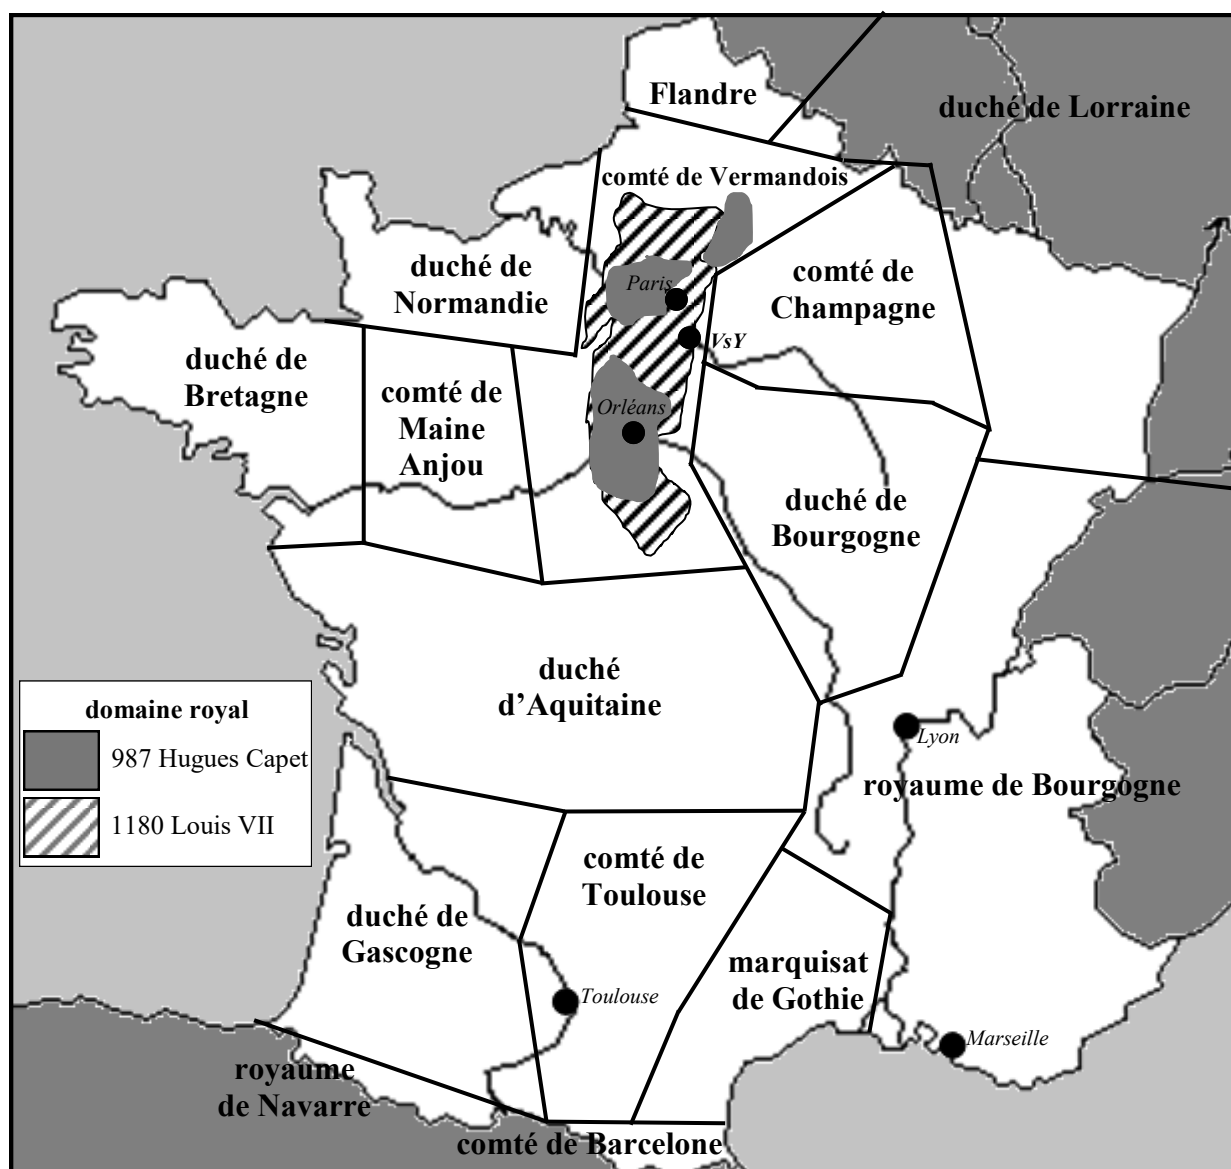 Flandre
duché de Lorraine
comté de Vermandois
duché de
Normandie
Paris
comté de
Champagne
VsY
duché de
Bretagne
comté de
Maine
Anjou
Orléans
duché de
Bourgogne
duché
d’Aquitaine
domaine royal
987 Hugues Capet
1180 Louis VII
Lyon
royaume de Bourgogne
comté de
Toulouse
duché de
Gascogne
marquisat
de Gothie
Toulouse
Marseille
royaume
de Navarre
comté de Barcelone